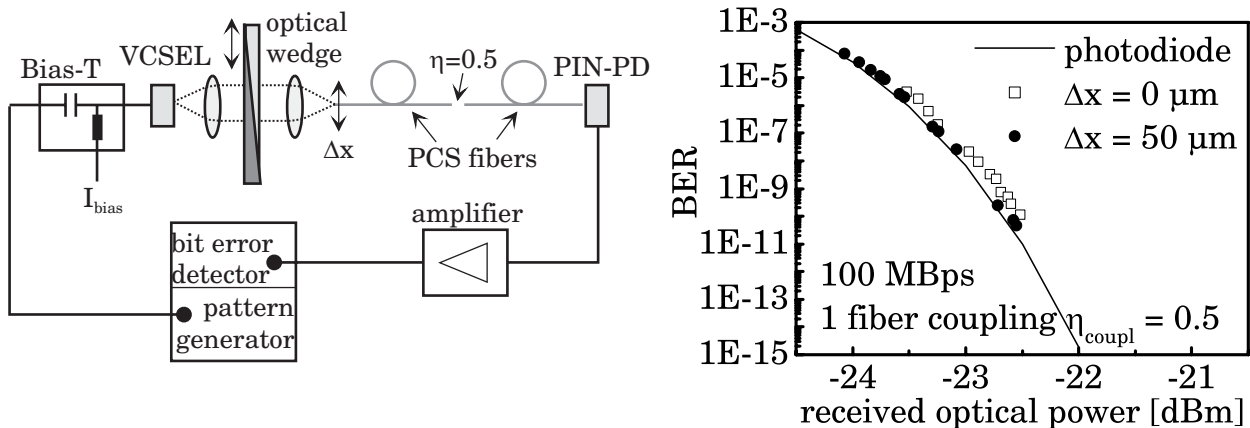 optical
wedge
VCSEL
Bias-T
η=0.5
PIN-PD
Δx
PCS fibers
I_bias
amplifier
bit error
detector
pattern
generator
1E-3
1E-5
1E-7
1E-9
1E-11
1E-13
1E-15
BER
photodiode
Δx = 0 μm
Δx = 50 μm
100 MBps
1 fiber coupling η_coupl = 0.5
-24 -23 -22 -21
received optical power [dBm]